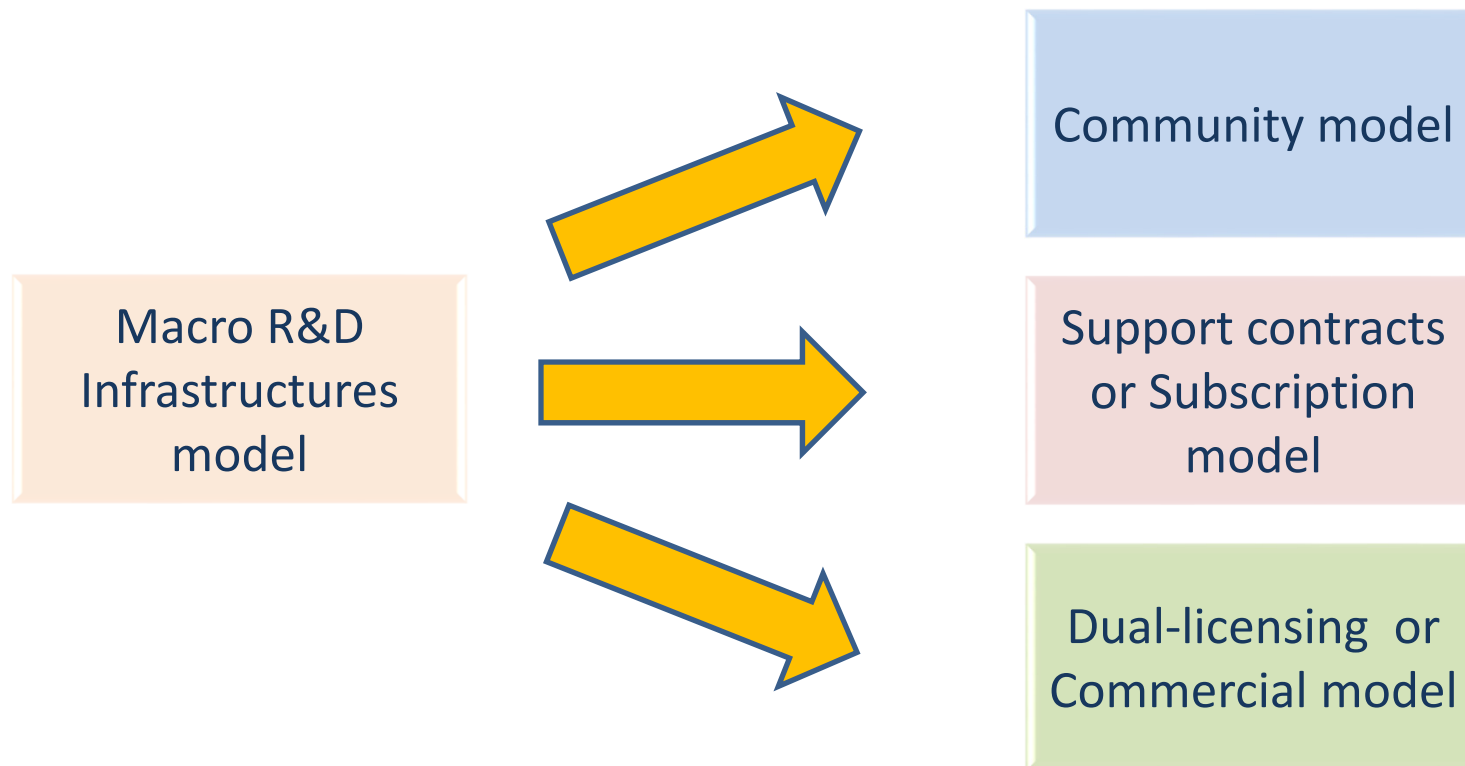 Community model
Macro R&D
Infrastructures
model
Support contracts
or Subscription
model
Dual-licensing  or
Commercial model